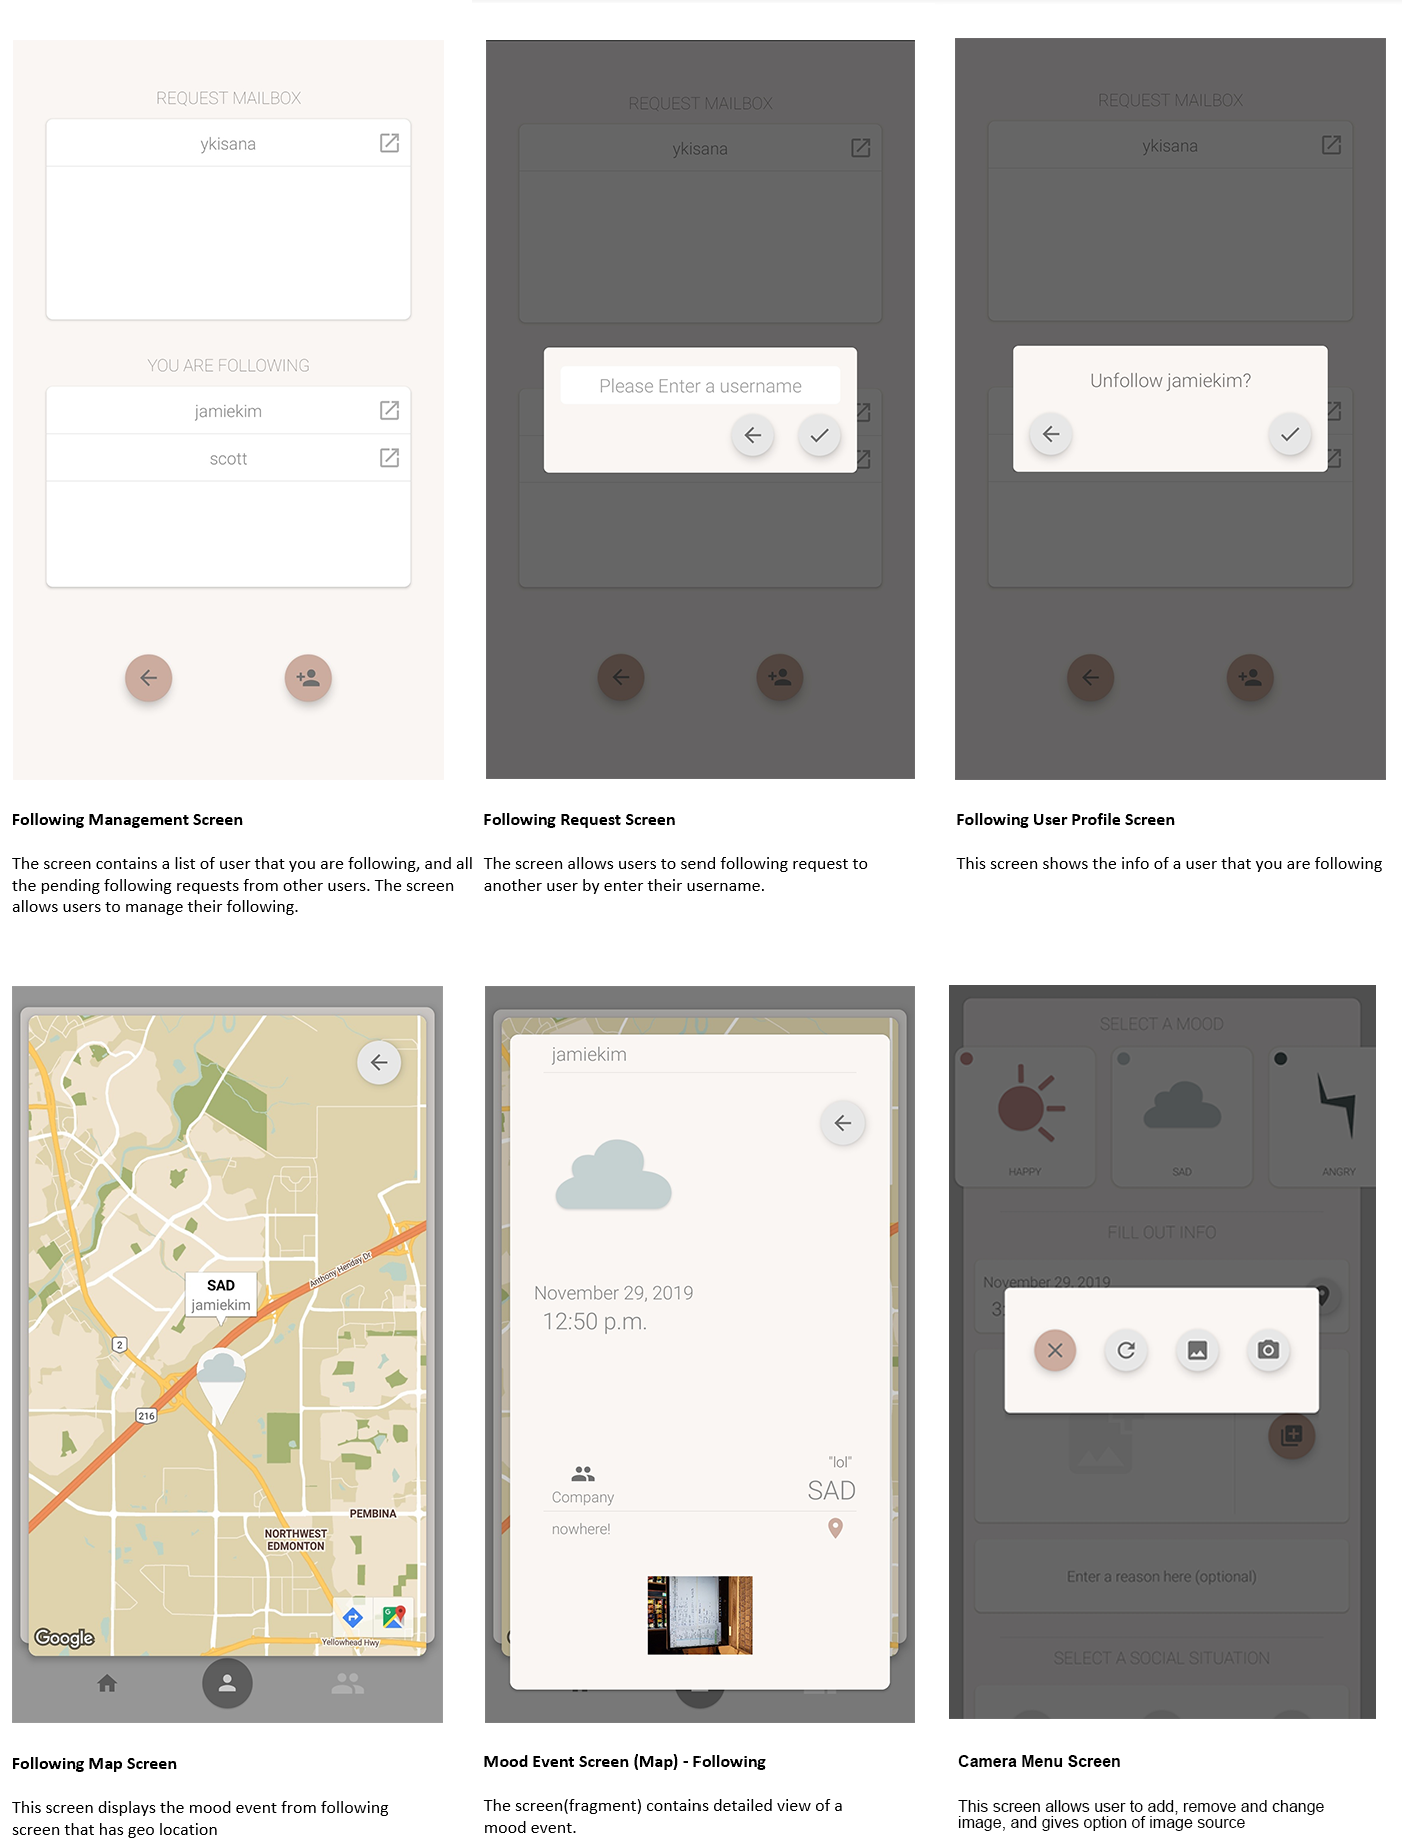 REQUEST MAILBOX
ykisana
YOU ARE FOLLOWING
jamiekim
scott
REQUEST MAILBOX
ykisana
Please Enter a username
REQUEST MAILBOX
ykisana
Unfollow jamiekim?
Following Management Screen
The screen contains a list of user that you are following, and all
the pending following requests from other users. The screen
allows users to manage their following.
Following Request Screen
The screen allows users to send following request to
another user by enter their username.
Following User Profile Screen
This screen shows the info of a user that you are following
Anthony Henday Dr
SAD
jamiekim
2
216
PEMBINA
NORTHWEST
EDMONTON
Google
Yellowhead Hwy
jamiekim
November 29, 2019
12:50 p.m.
"lol"
Company
SAD
nowhere!
SELECT A MOOD
HAPPY
SAD
ANGRY
FILL OUT INFO
November 29, 2019
3:
Enter a reason here (optional)
SELECT A SOCIAL SITUATION
Following Map Screen
This screen displays the mood event from following
screen that has geo location
Mood Event Screen (Map) - Following
The screen(fragment) contains detailed view of a
mood event.
Camera Menu Screen
This screen allows user to add, remove and change
image, and gives option of image source